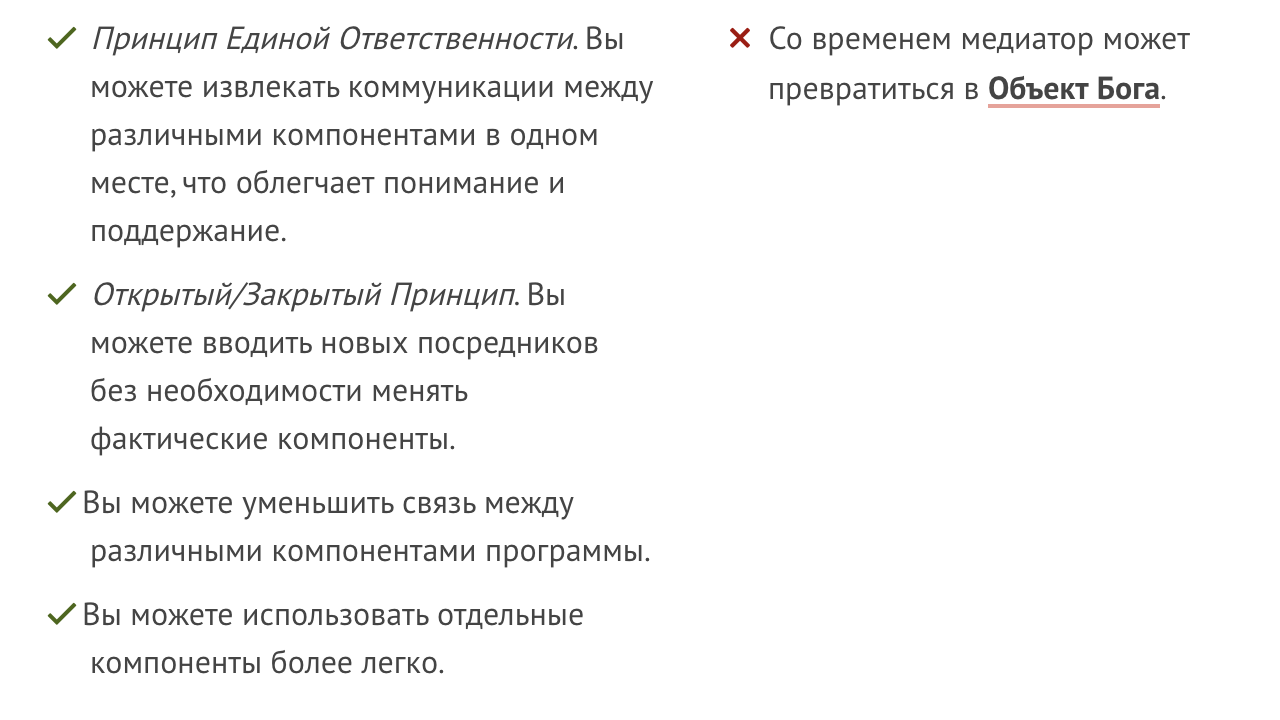 Принцип Единой Ответственности. Вы
можете извлекать коммуникации между
различными компонентами в одном
месте, что облегчает понимание и
поддержание.
Открытый/Закрытый Принцип. Вы
можете вводить новых посредников
без необходимости менять
фактические компоненты.
Вы можете уменьшить связь между
различными компонентами программы.
Вы можете использовать отдельные
компоненты более легко.
Со временем медиатор может
превратиться в Объект Бога.